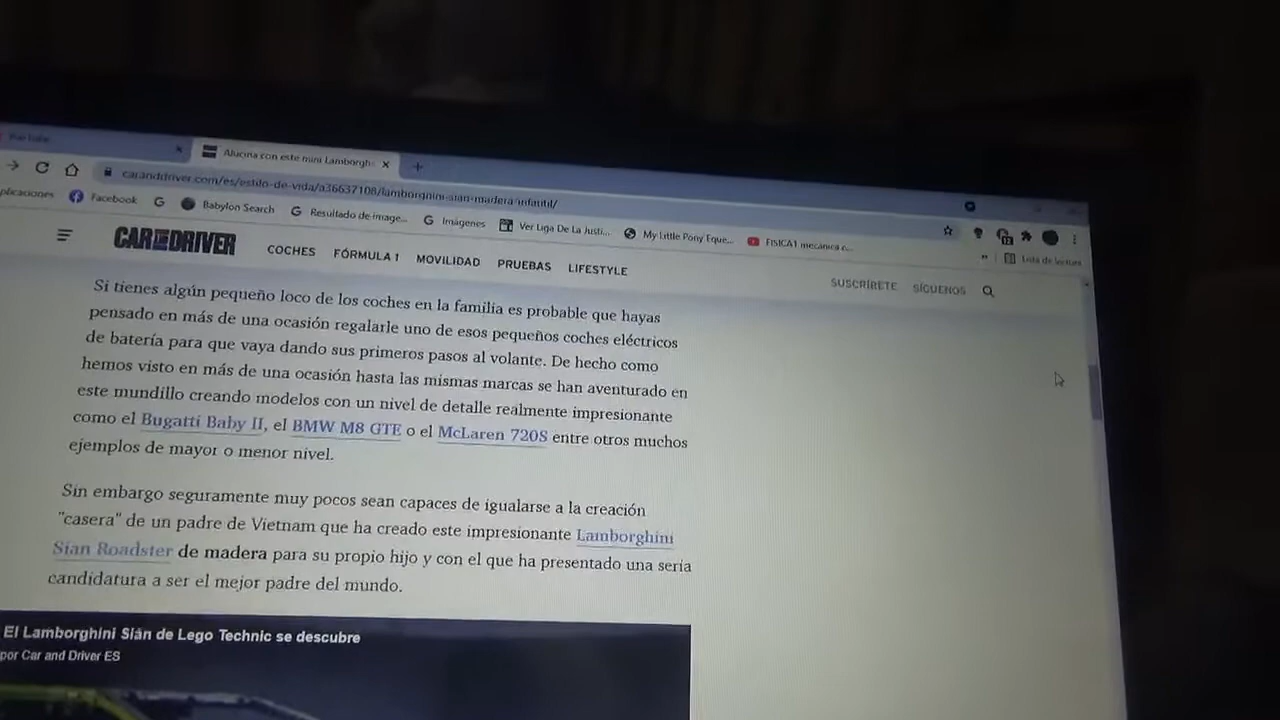 YouTube
Alucina con este mini Lamborghi
caranddriver.com/es/estilo-de-vida/a36637108/lamborghini-sian-madera-infantil/
plicaciones Facebook G Babylon Search G Resultado de image... G Imágenes Ver Liga De La Justi... My Little Pony Eque... FISICA1 mecánica c... » Lista de lectura
CAR AND DRIVER COCHES FÓRMULA 1 MOVILIDAD PRUEBAS LIFESTYLE SUSCRÍBETE SÍGUENOS
Si tienes algún pequeño loco de los coches en la familia es probable que hayas
pensado en más de una ocasión regalarle uno de esos pequeños coches eléctricos
de batería para que vaya dando sus primeros pasos al volante. De hecho como
hemos visto en más de una ocasión hasta las mismas marcas se han aventurado en
este mundillo creando modelos con un nivel de detalle realmente impresionante
como el Bugatti Baby II, el BMW M8 GTE o el McLaren 720S entre otros muchos
ejemplos de mayor o menor nivel.
Sin embargo seguramente muy pocos sean capaces de igualarse a la creación
"casera" de un padre de Vietnam que ha creado este impresionante Lamborghini
Sian Roadster de madera para su propio hijo y con el que ha presentado una seria
candidatura a ser el mejor padre del mundo.
El Lamborghini Sián de Lego Technic se descubre
por Car and Driver ES